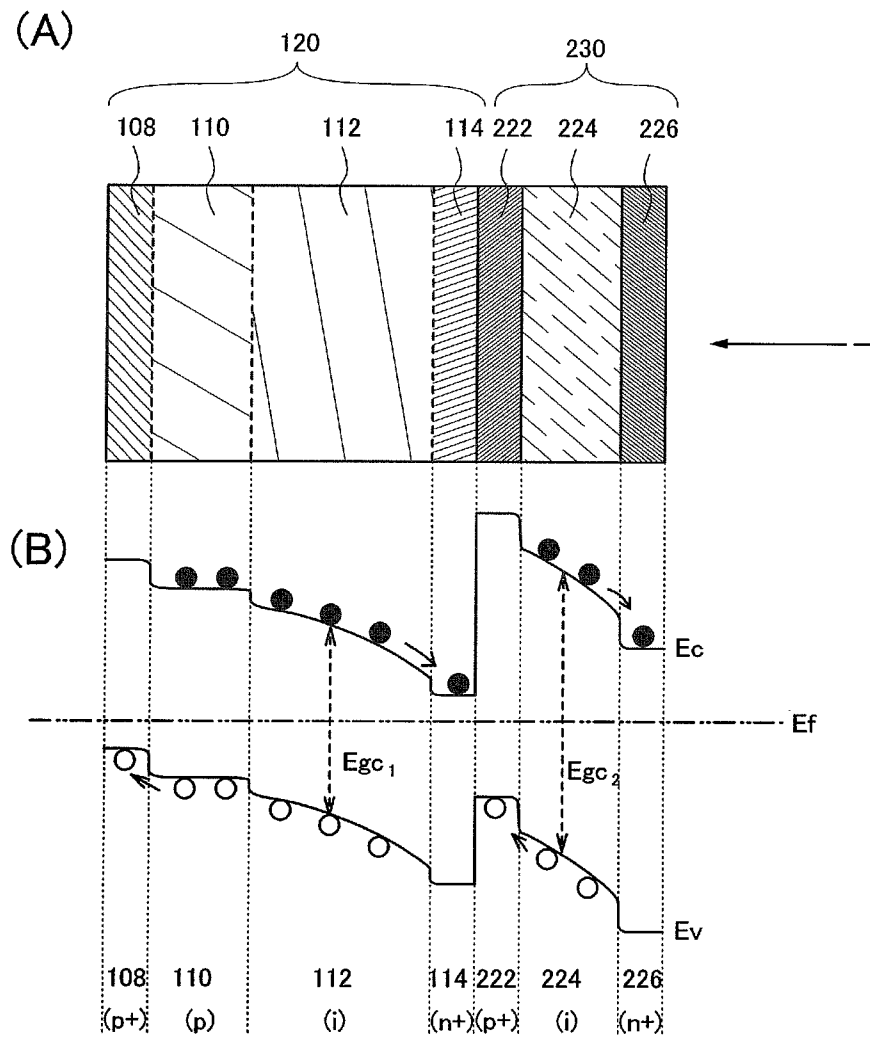 (A)
120 230
108 110 112 114 222 224 226
(B)
Ec
Ef
Egc₁ Egc₂
Ev
108 110 112 114 222 224 226
(p+) (p) (i) (n+) (p+) (i) (n+)